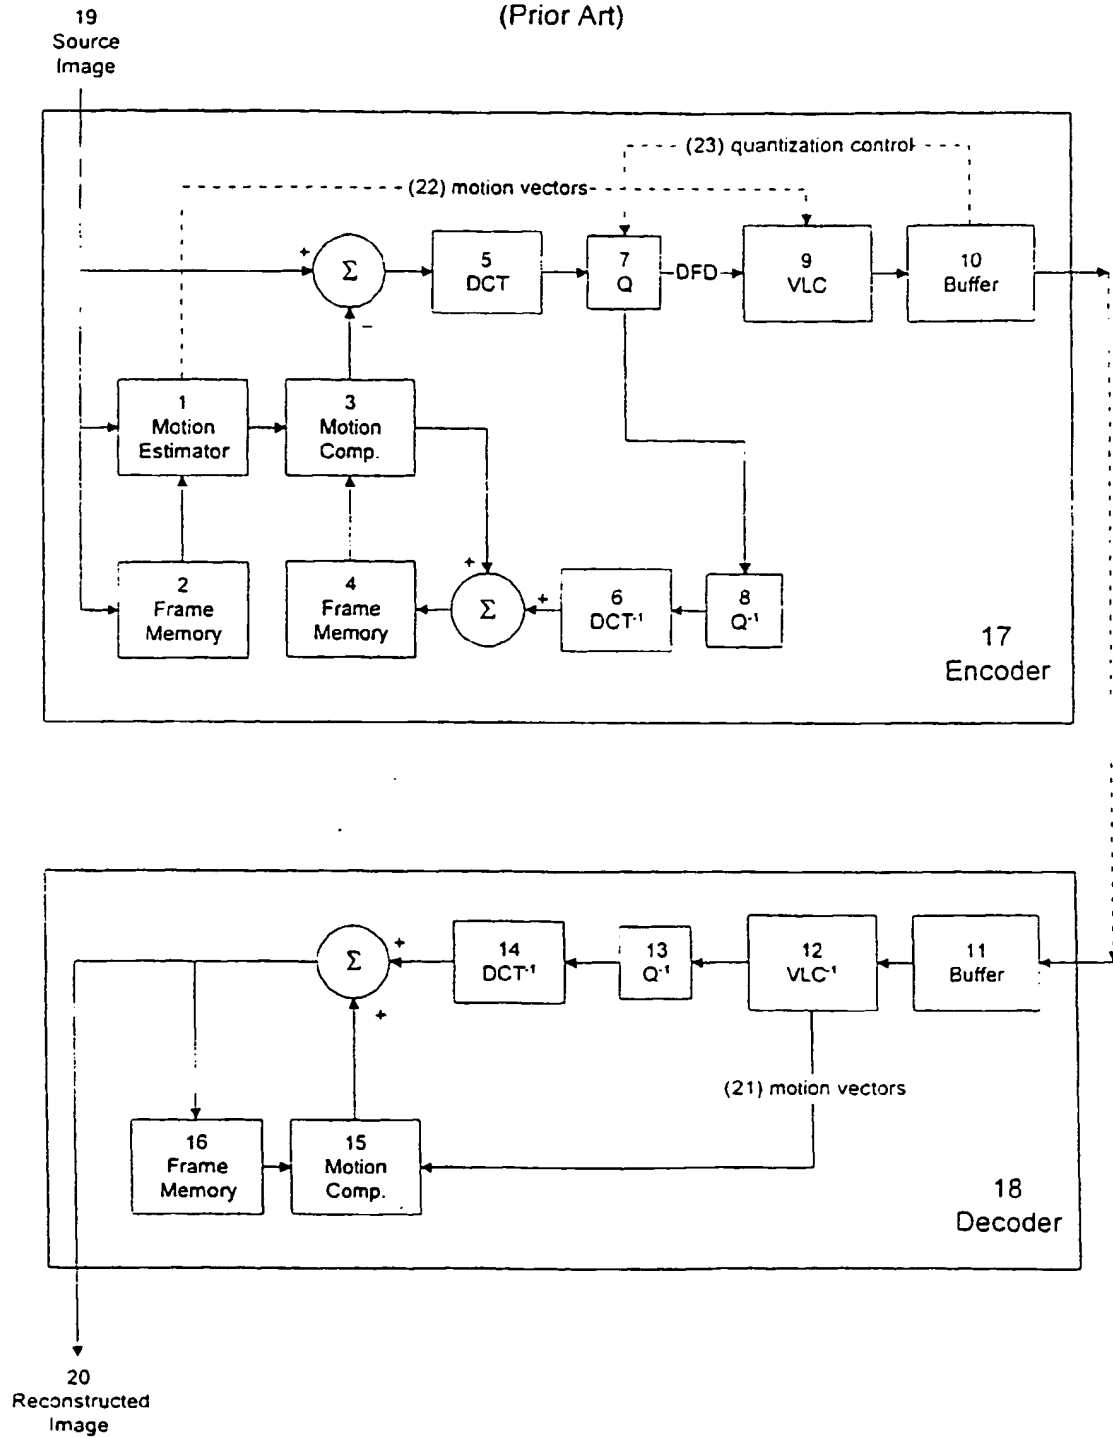 (Prior Art)
19
Source
Image
(23) quantization control
(22) motion vectors
+
Σ
−
5
DCT
7
Q
DFD
9
VLC
10
Buffer
1
Motion
Estimator
3
Motion
Comp.
2
Frame
Memory
4
Frame
Memory
+
Σ
+
6
DCT-1
8
Q-1
17
Encoder
Σ
+
+
14
DCT-1
13
Q-1
12
VLC-1
11
Buffer
(21) motion vectors
16
Frame
Memory
15
Motion
Comp.
18
Decoder
20
Reconstructed
Image